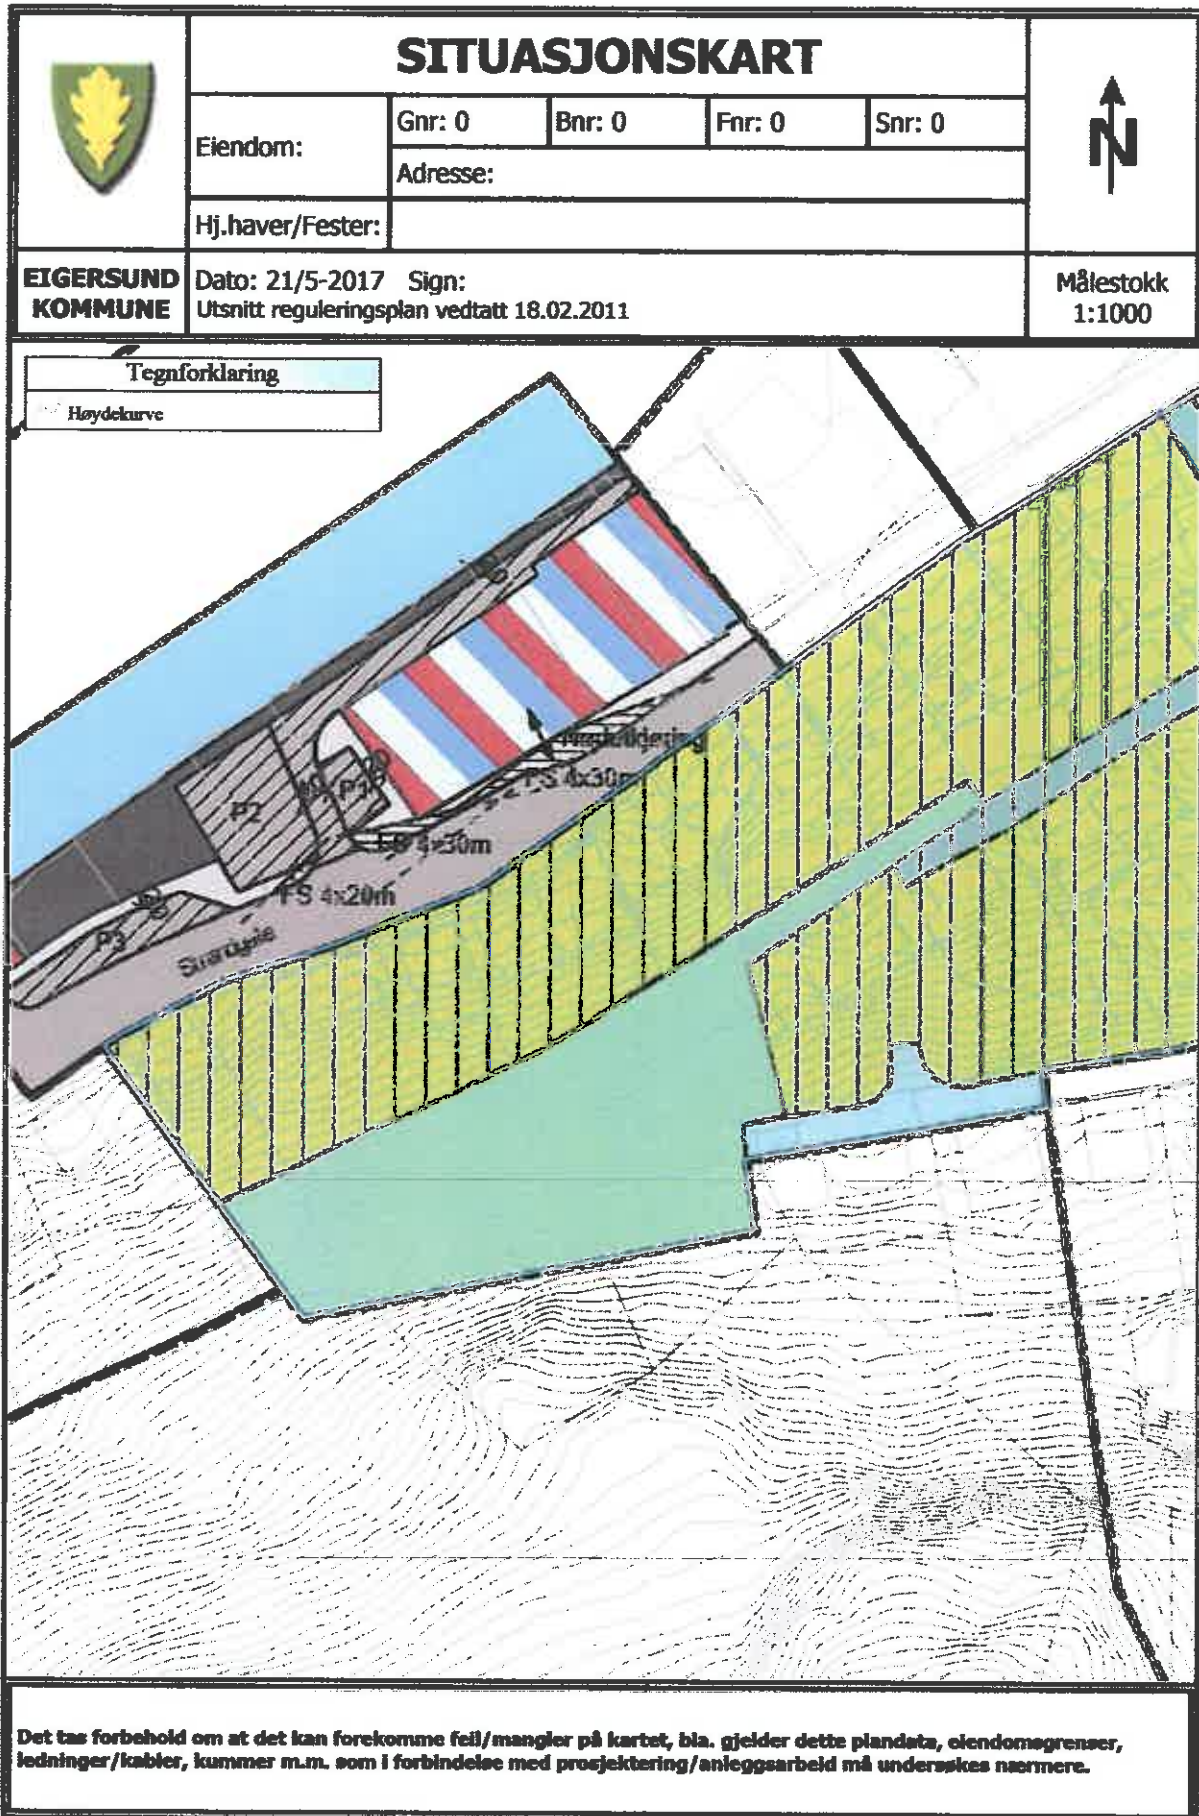 SITUASJONSKART
Eiendom:
Gnr: 0
Bnr: 0
Fnr: 0
Snr: 0
Adresse:
Hj.haver/Fester:
N
EIGERSUND
KOMMUNE
Dato: 21/5-2017 Sign:
Utsnitt reguleringsplan vedtatt 18.02.2011
Målestokk
1:1000
Tegnforklaring
Høydekurve
FS 4x30m
P1
P2
FS 4x30m
FS 4x20m
P3
Det tas forbehold om at det kan forekomme feil/mangler på kartet, bla. gjelder dette plandata, eiendomsgrenser,
ledninger/kabler, kummer m.m. som i forbindelse med prosjektering/anleggsarbeid må undersøkes nærmere.